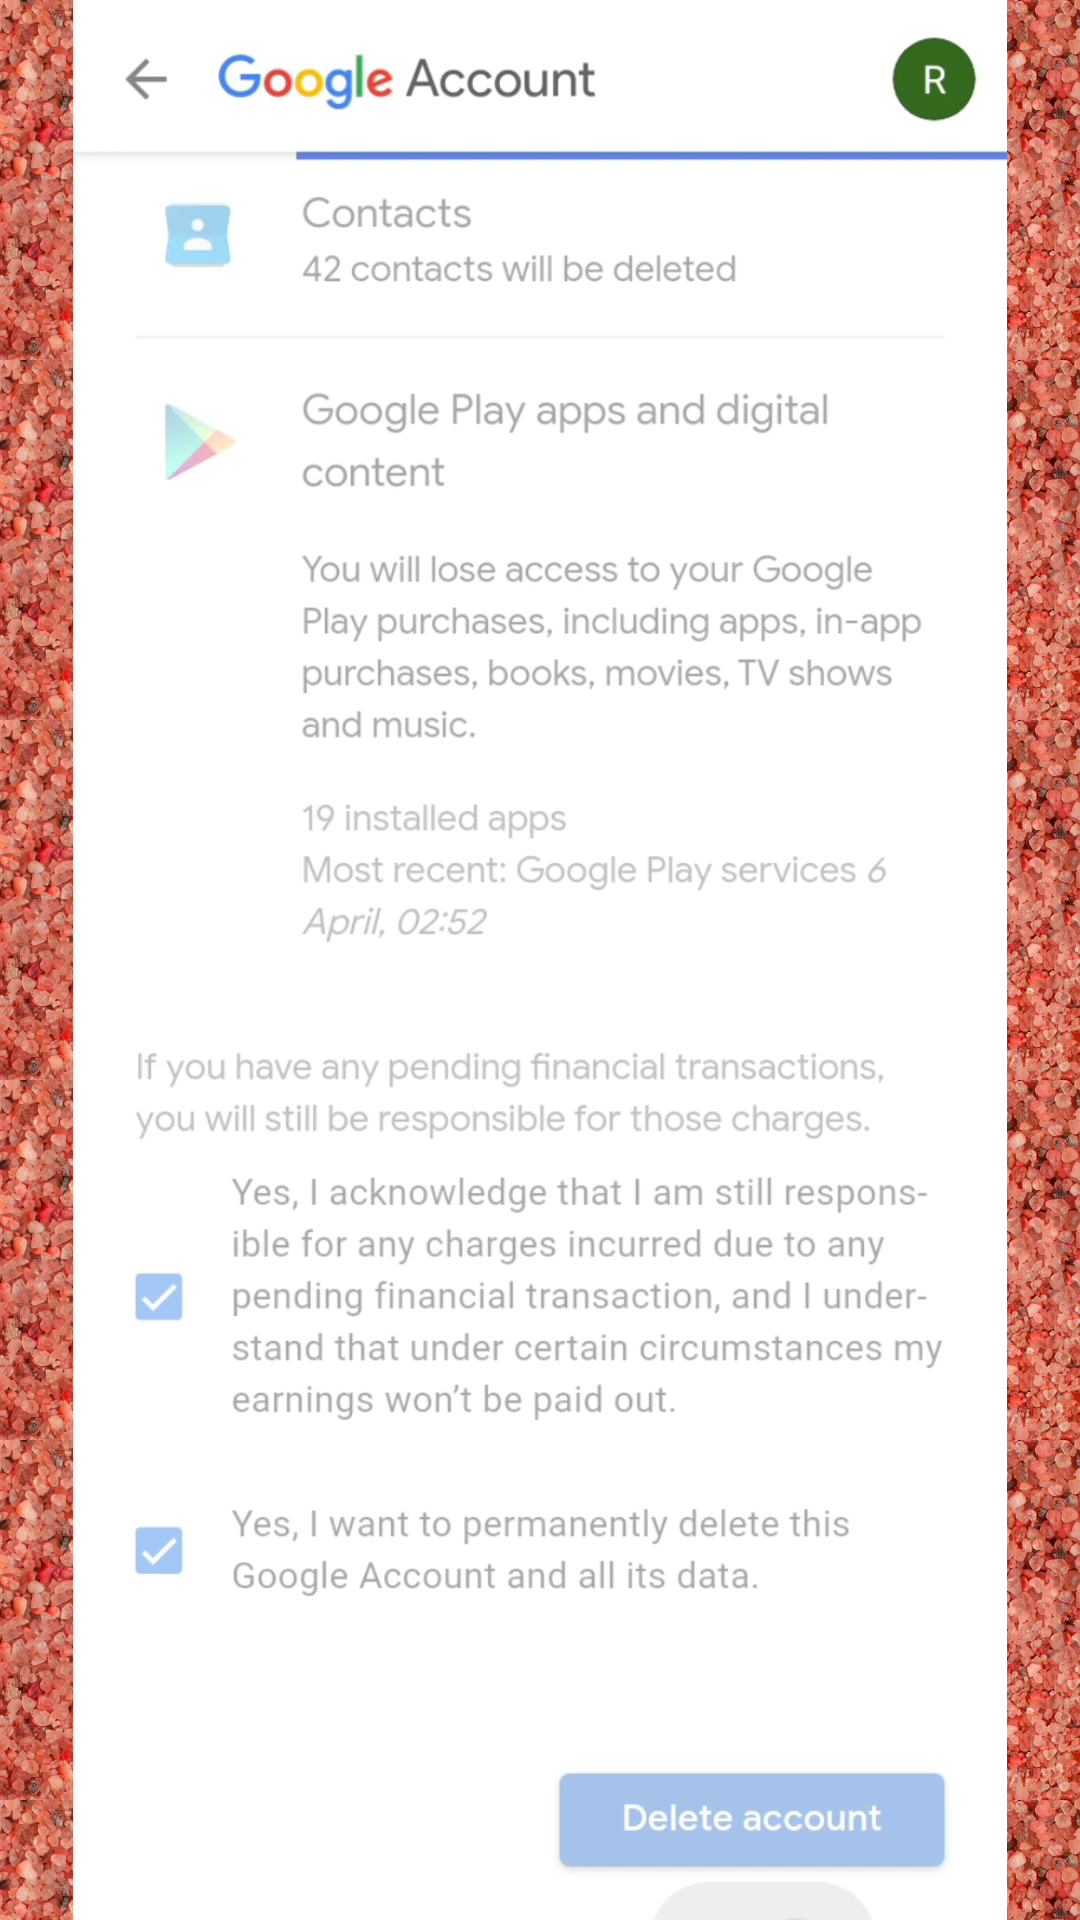 Google Account
R
Contacts
42 contacts will be deleted
Google Play apps and digital
content
You will lose access to your Google
Play purchases, including apps, in-app
purchases, books, movies, TV shows
and music.
19 installed apps
Most recent: Google Play services 6
April, 02:52
If you have any pending financial transactions,
you will still be responsible for those charges.
Yes, I acknowledge that I am still respons-
ible for any charges incurred due to any
pending financial transaction, and I under-
stand that under certain circumstances my
earnings won’t be paid out.
Yes, I want to permanently delete this
Google Account and all its data.
Delete account